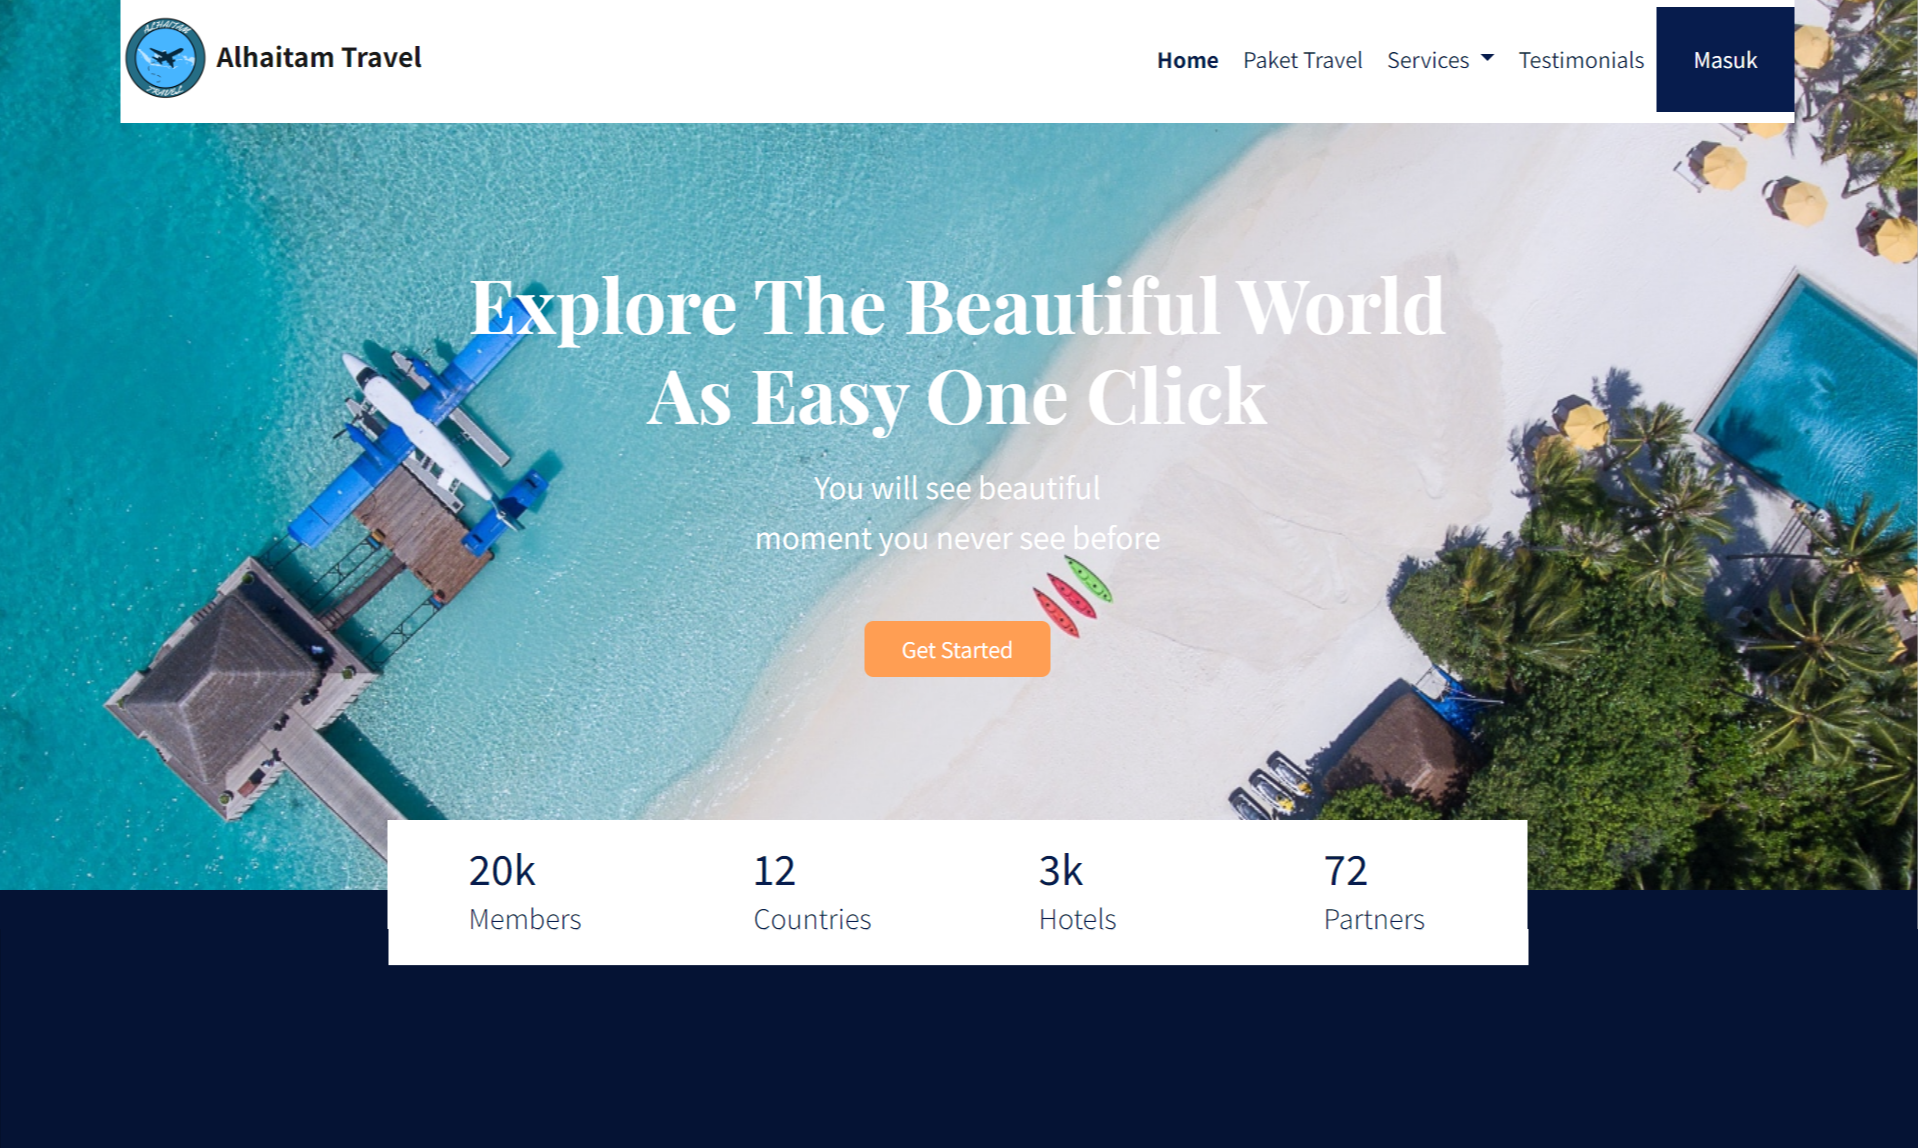 ALHAITAM
TRAVEL
Alhaitam Travel
Home
Paket Travel
Services
Testimonials
Masuk
Explore The Beautiful World
As Easy One Click
You will see beautiful
moment you never see before
Get Started
20k
Members
12
Countries
3k
Hotels
72
Partners